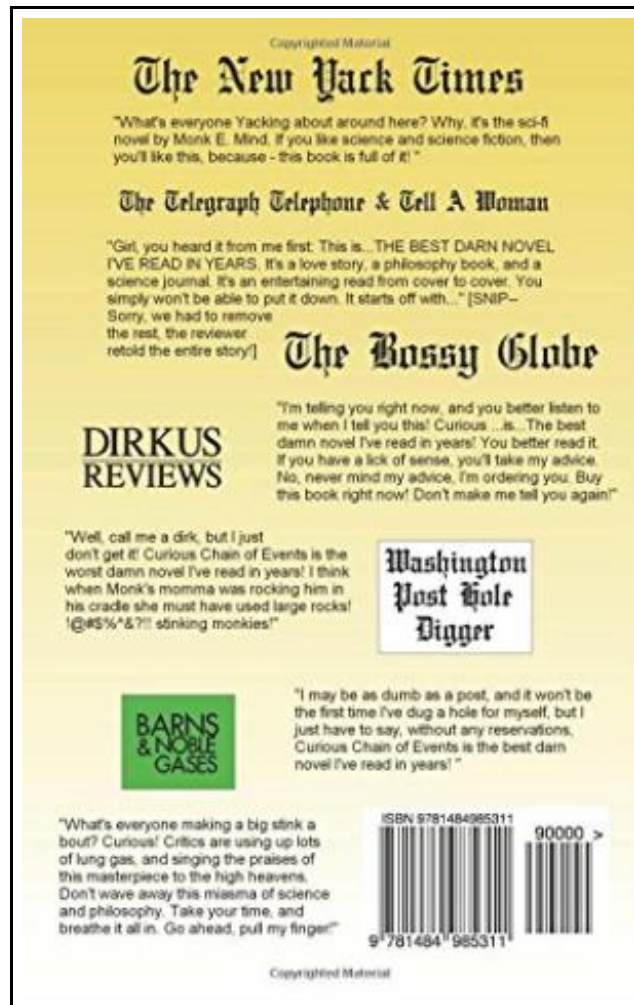 Copyrighted Material
The New Yack Times
"What's everyone Yacking about around here? Why, it's the sci-fi
novel by Monk E. Mind. If you like science and science fiction, then
you'll like this, because - this book is full of it! "
The Telegraph Telephone & Tell A Woman
"Girl, you heard it from me first. This is...THE BEST DARN NOVEL
I'VE READ IN YEARS. It's a love story, a philosophy book, and a
science journal. It's an entertaining read from cover to cover. You
simply won't be able to put it down. It starts off with..." [SNIP--
Sorry, we had to remove
the rest, the reviewer
retold the entire story!]
The Bossy Globe
"I'm telling you right now, and you better listen to
me when I tell you this! Curious ...is...The best
damn novel I've read in years! You better read it.
If you have a lick of sense, you'll take my advice.
No, never mind my advice, I'm ordering you. Buy
this book right now! Don't make me tell you again!"
DIRKUS
REVIEWS
"Well, call me a dirk, but I just
don't get it! Curious Chain of Events is the
worst damn novel I've read in years! I think
when Monk's momma was rocking him in
his cradle she must have used large rocks!
!@#$%^&?!! stinking monkies!"
Washington
Post Hole
Digger
"I may be as dumb as a post, and it won't be
the first time I've dug a hole for myself, but I
just have to say, without any reservations,
Curious Chain of Events is the best darn
novel I've read in years! "
BARNS
& NOBLE
GASES
"What's everyone making a big stink a
bout? Curious! Critics are using up lots
of lung gas, and singing the praises of
this masterpiece to the high heavens.
Don't wave away this miasma of science
and philosophy. Take your time, and
breathe it all in. Go ahead, pull my finger!"
ISBN 9781484985311
90000 >
9 781484 985311
Copyrighted Material